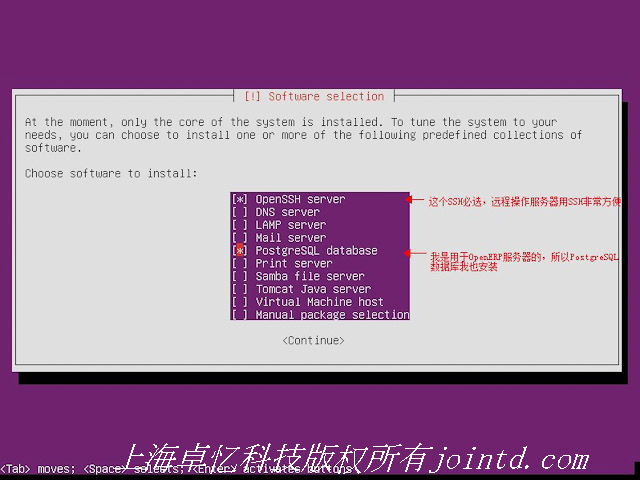 [!] Software selection
At the moment, only the core of the system is installed. To tune the system to your
needs, you can choose to install one or more of the following predefined collections of
software.
Choose software to install:
[*] OpenSSH server
这个SSH必选，远程操作服务器用SSH非常方便
[ ] DNS server
[ ] LAMP server
[ ] Mail server
[*] PostgreSQL database
我是用于OpenERP服务器的，所以PostgreSQL
数据库我也安装
[ ] Print server
[ ] Samba file server
[ ] Tomcat Java server
[ ] Virtual Machine host
[ ] Manual package selection
<Continue>
<Tab> moves; <Space> selects; <Enter> activates buttons
上海卓忆科技版权所有jointd.com